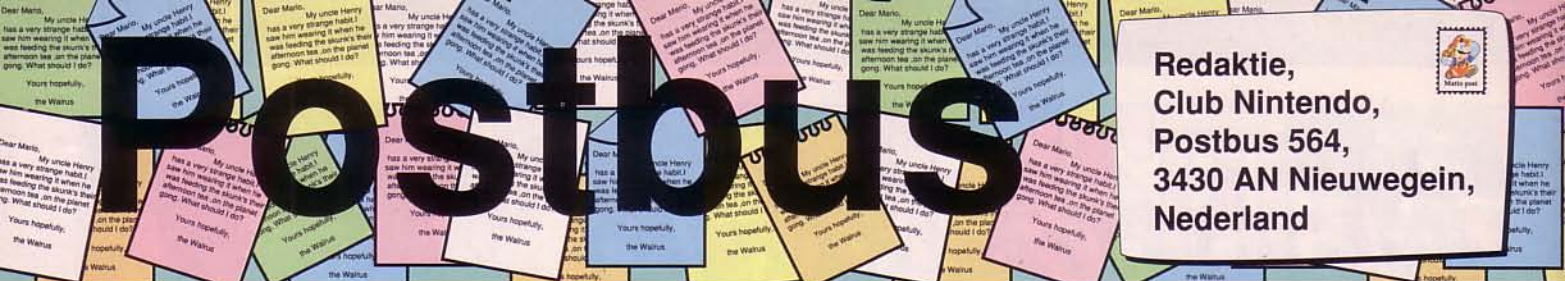 Postbus
Redaktie,
Club Nintendo,
Postbus 564,
3430 AN Nieuwegein,
Nederland
Mario post
Dear Mario,
My uncle Henry
has a very strange habit.I
saw him wearing it when he
was feeding the skunk's their
afternoon tea ,on the planet
gong. What should I do?
Yours hopefully,
the Walrus